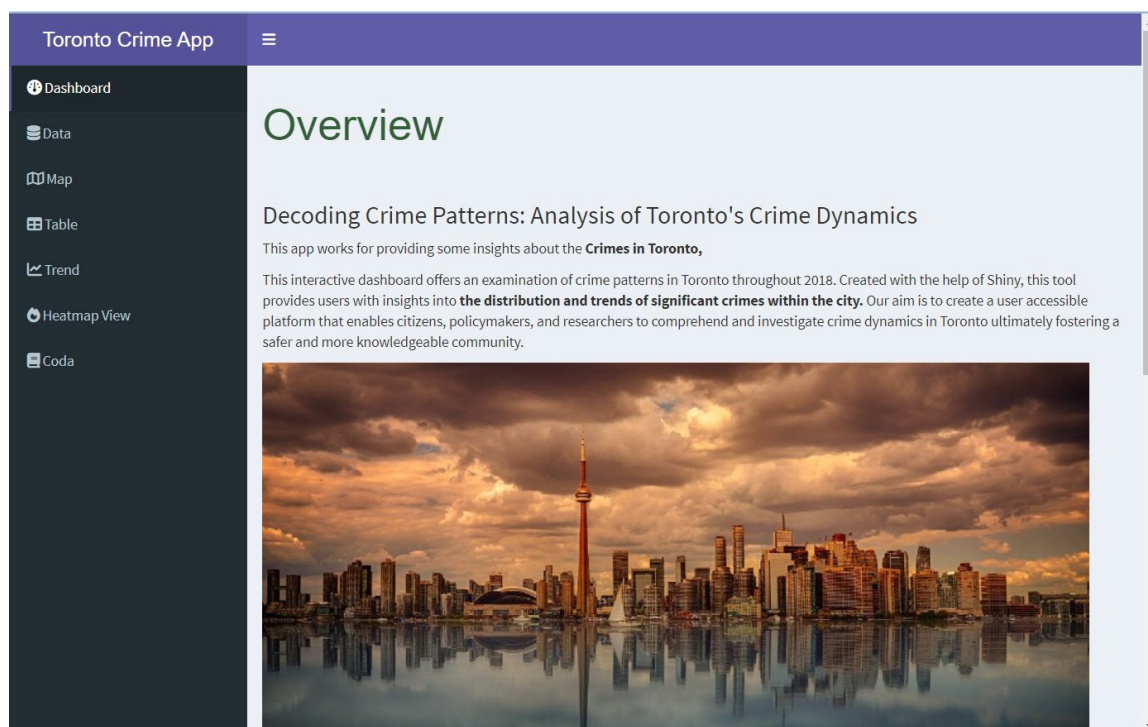 Toronto Crime App
Dashboard
Data
Map
Table
Trend
Heatmap View
Coda
Overview
Decoding Crime Patterns: Analysis of Toronto's Crime Dynamics
This app works for providing some insights about the Crimes in Toronto,
This interactive dashboard offers an examination of crime patterns in Toronto throughout 2018. Created with the help of Shiny, this tool
provides users with insights into the distribution and trends of significant crimes within the city. Our aim is to create a user accessible
platform that enables citizens, policymakers, and researchers to comprehend and investigate crime dynamics in Toronto ultimately fostering a
safer and more knowledgeable community.